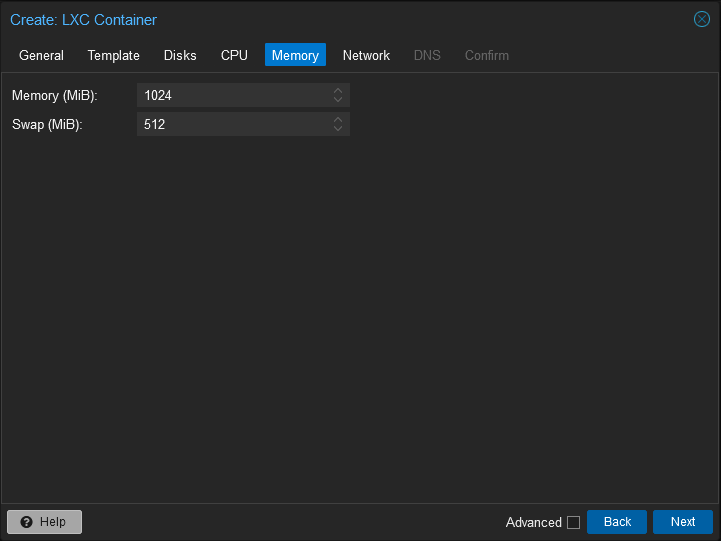 Create: LXC Container
General Template Disks CPU Memory Network DNS Confirm
Memory (MiB): 1024
Swap (MiB): 512
Help Advanced Back Next